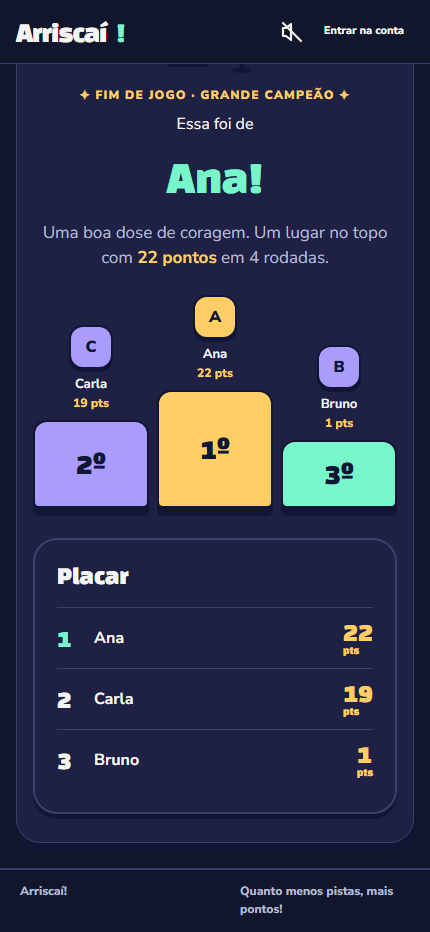 Arriscaí !
Entrar na conta
✦ FIM DE JOGO · GRANDE CAMPEÃO ✦
Essa foi de
Ana!
Uma boa dose de coragem. Um lugar no topo
com 22 pontos em 4 rodadas.
A
Ana
22 pts
1º
C
Carla
19 pts
2º
B
Bruno
1 pts
3º
Placar
1 Ana 22 pts
2 Carla 19 pts
3 Bruno 1 pts
Arriscaí!
Quanto menos pistas, mais
pontos!